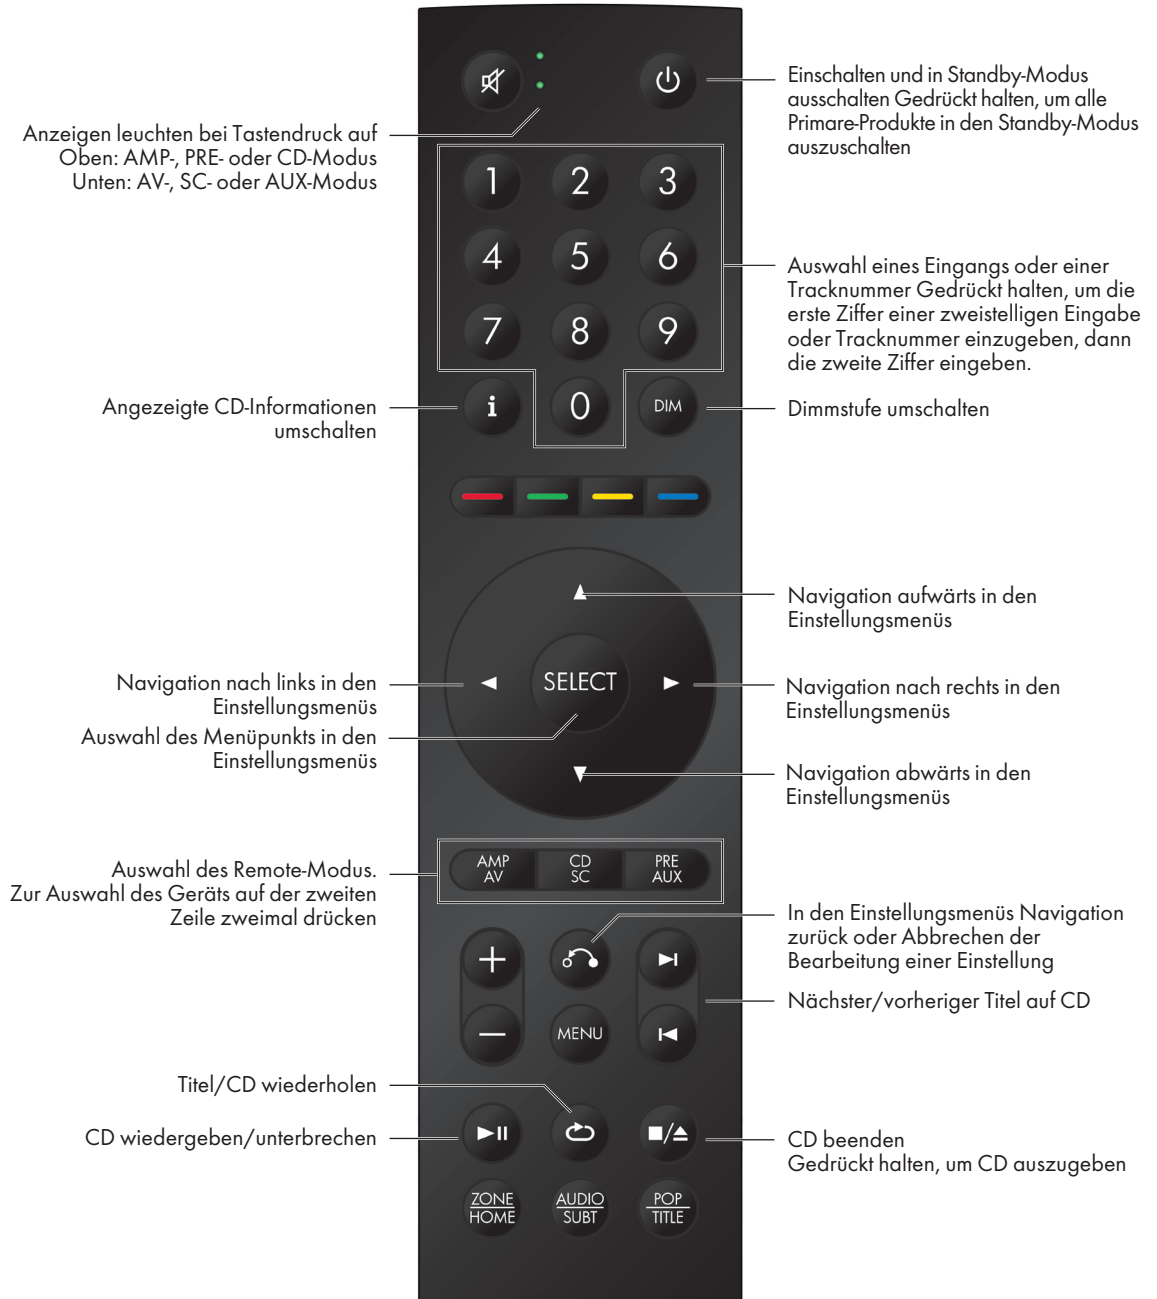 Einschalten und in Standby-Modus
ausschalten Gedrückt halten, um alle
Primare-Produkte in den Standby-Modus
auszuschalten
Anzeigen leuchten bei Tastendruck auf
Oben: AMP-, PRE- oder CD-Modus
Unten: AV-, SC- oder AUX-Modus
1 2 3
4 5 6
7 8 9
Auswahl eines Eingangs oder einer
Tracknummer Gedrückt halten, um die
erste Ziffer einer zweistelligen Eingabe
oder Tracknummer einzugeben, dann
die zweite Ziffer eingeben.
Angezeigte CD-Informationen
umschalten
i 0 DIM
Dimmstufe umschalten
Navigation aufwärts in den
Einstellungsmenüs
Navigation nach links in den
Einstellungsmenüs
SELECT
Navigation nach rechts in den
Einstellungsmenüs
Auswahl des Menüpunkts in den
Einstellungsmenüs
Navigation abwärts in den
Einstellungsmenüs
Auswahl des Remote-Modus.
Zur Auswahl des Geräts auf der zweiten
Zeile zweimal drücken
AMP CD PRE
AV SC AUX
In den Einstellungsmenüs Navigation
zurück oder Abbrechen der
Bearbeitung einer Einstellung
Nächster/vorheriger Titel auf CD
MENU
Titel/CD wiederholen
CD wiedergeben/unterbrechen
CD beenden
Gedrückt halten, um CD auszugeben
ZONE AUDIO POP
HOME SUBT TITLE